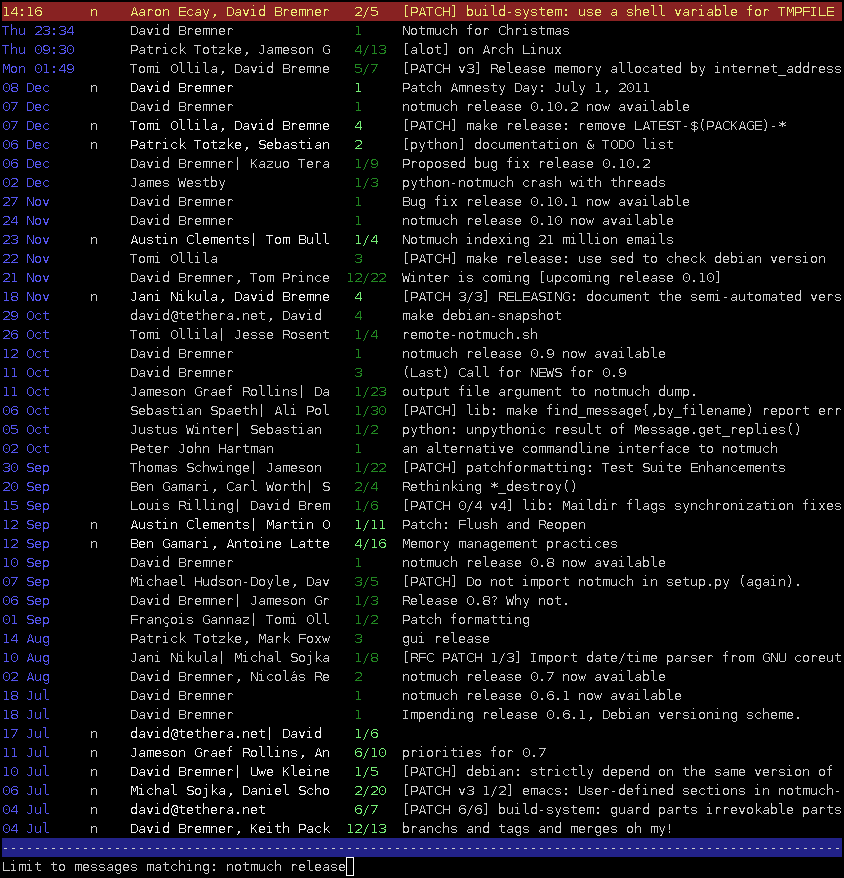 14:16 n Aaron Ecay, David Bremner 2/5 [PATCH] build-system: use a shell variable for TMPFILE
Thu 23:34 David Bremner 1 Notmuch for Christmas
Thu 09:30 Patrick Totzke, Jameson G 4/13 [alot] on Arch Linux
Mon 01:49 Tomi Ollila, David Bremne 5/7 [PATCH v3] Release memory allocated by internet_address
08 Dec n David Bremner 1 Patch Amnesty Day: July 1, 2011
07 Dec David Bremner 1 notmuch release 0.10.2 now available
07 Dec n Tomi Ollila, David Bremne 4 [PATCH] make release: remove LATEST-$(PACKAGE)-*
06 Dec n Patrick Totzke, Sebastian 2 [python] documentation & TODO list
06 Dec David Bremner| Kazuo Tera 1/9 Proposed bug fix release 0.10.2
02 Dec James Westby 1/3 python-notmuch crash with threads
27 Nov David Bremner 1 Bug fix release 0.10.1 now available
24 Nov David Bremner 1 notmuch release 0.10 now available
23 Nov n Austin Clements| Tom Bull 1/4 Notmuch indexing 21 million emails
22 Nov Tomi Ollila 3 [PATCH] make release: use sed to check debian version
21 Nov David Bremner, Tom Prince 12/22 Winter is coming [upcoming release 0.10]
18 Nov n Jani Nikula, David Bremne 4 [PATCH 3/3] RELEASING: document the semi-automated vers
29 Oct david@tethera.net, David 4 make debian-snapshot
26 Oct Tomi Ollila| Jesse Rosent 1/4 remote-notmuch.sh
12 Oct David Bremner 1 notmuch release 0.9 now available
11 Oct David Bremner 3 (Last) Call for NEWS for 0.9
11 Oct Jameson Graef Rollins| Da 1/23 output file argument to notmuch dump.
06 Oct Sebastian Spaeth| Ali Pol 1/30 [PATCH] lib: make find_message{,by_filename) report err
05 Oct Justus Winter| Sebastian 1/2 python: unpythonic result of Message.get_replies()
02 Oct Peter John Hartman 1 an alternative commandline interface to notmuch
30 Sep Thomas Schwinge| Jameson 1/22 [PATCH] patchformatting: Test Suite Enhancements
20 Sep Ben Gamari, Carl Worth| S 2/4 Rethinking *_destroy()
15 Sep Louis Rilling| David Brem 1/6 [PATCH 0/4 v4] lib: Maildir flags synchronization fixes
12 Sep n Austin Clements| Martin O 1/11 Patch: Flush and Reopen
12 Sep n Ben Gamari, Antoine Latte 4/16 Memory management practices
10 Sep David Bremner 1 notmuch release 0.8 now available
07 Sep Michael Hudson-Doyle, Dav 3/5 [PATCH] Do not import notmuch in setup.py (again).
06 Sep David Bremner| Jameson Gr 1/3 Release 0.8? Why not.
01 Sep François Gannaz| Tomi Oll 1/2 Patch formatting
14 Aug Patrick Totzke, Mark Foxw 3 gui release
10 Aug Jani Nikula| Michal Sojka 1/8 [RFC PATCH 1/3] Import date/time parser from GNU coreut
02 Aug David Bremner, Nicolás Re 2 notmuch release 0.7 now available
18 Jul David Bremner 1 notmuch release 0.6.1 now available
18 Jul David Bremner 1 Impending release 0.6.1, Debian versioning scheme.
17 Jul n david@tethera.net| David 1/6
11 Jul n Jameson Graef Rollins, An 6/10 priorities for 0.7
10 Jul n David Bremner| Uwe Kleine 1/5 [PATCH] debian: strictly depend on the same version of
06 Jul n Michal Sojka, Daniel Scho 2/20 [PATCH v3 1/2] emacs: User-defined sections in notmuch-
04 Jul n david@tethera.net 6/7 [PATCH 6/6] build-system: guard parts irrevokable parts
04 Jul n David Bremner, Keith Pack 12/13 branchs and tags and merges oh my!
Limit to messages matching: notmuch release